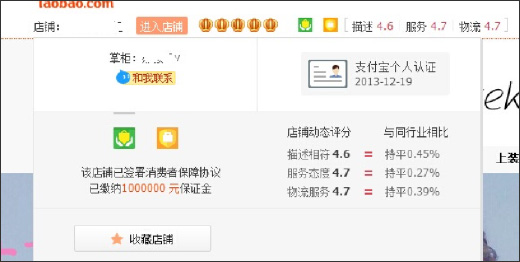 taobao.com
店铺: 进入店铺 [ 描述 4.6 服务 4.7 物流 4.7 ]
掌柜:
和我联系
支付宝个人认证
2013-12-19
店铺动态评分 与同行业相比
描述相符 4.6 = 持平0.45%
服务态度 4.7 = 持平0.27%
物流服务 4.7 = 持平0.39%
该店铺已签署消费者保障协议
已缴纳1000000 元保证金
收藏店铺
上装